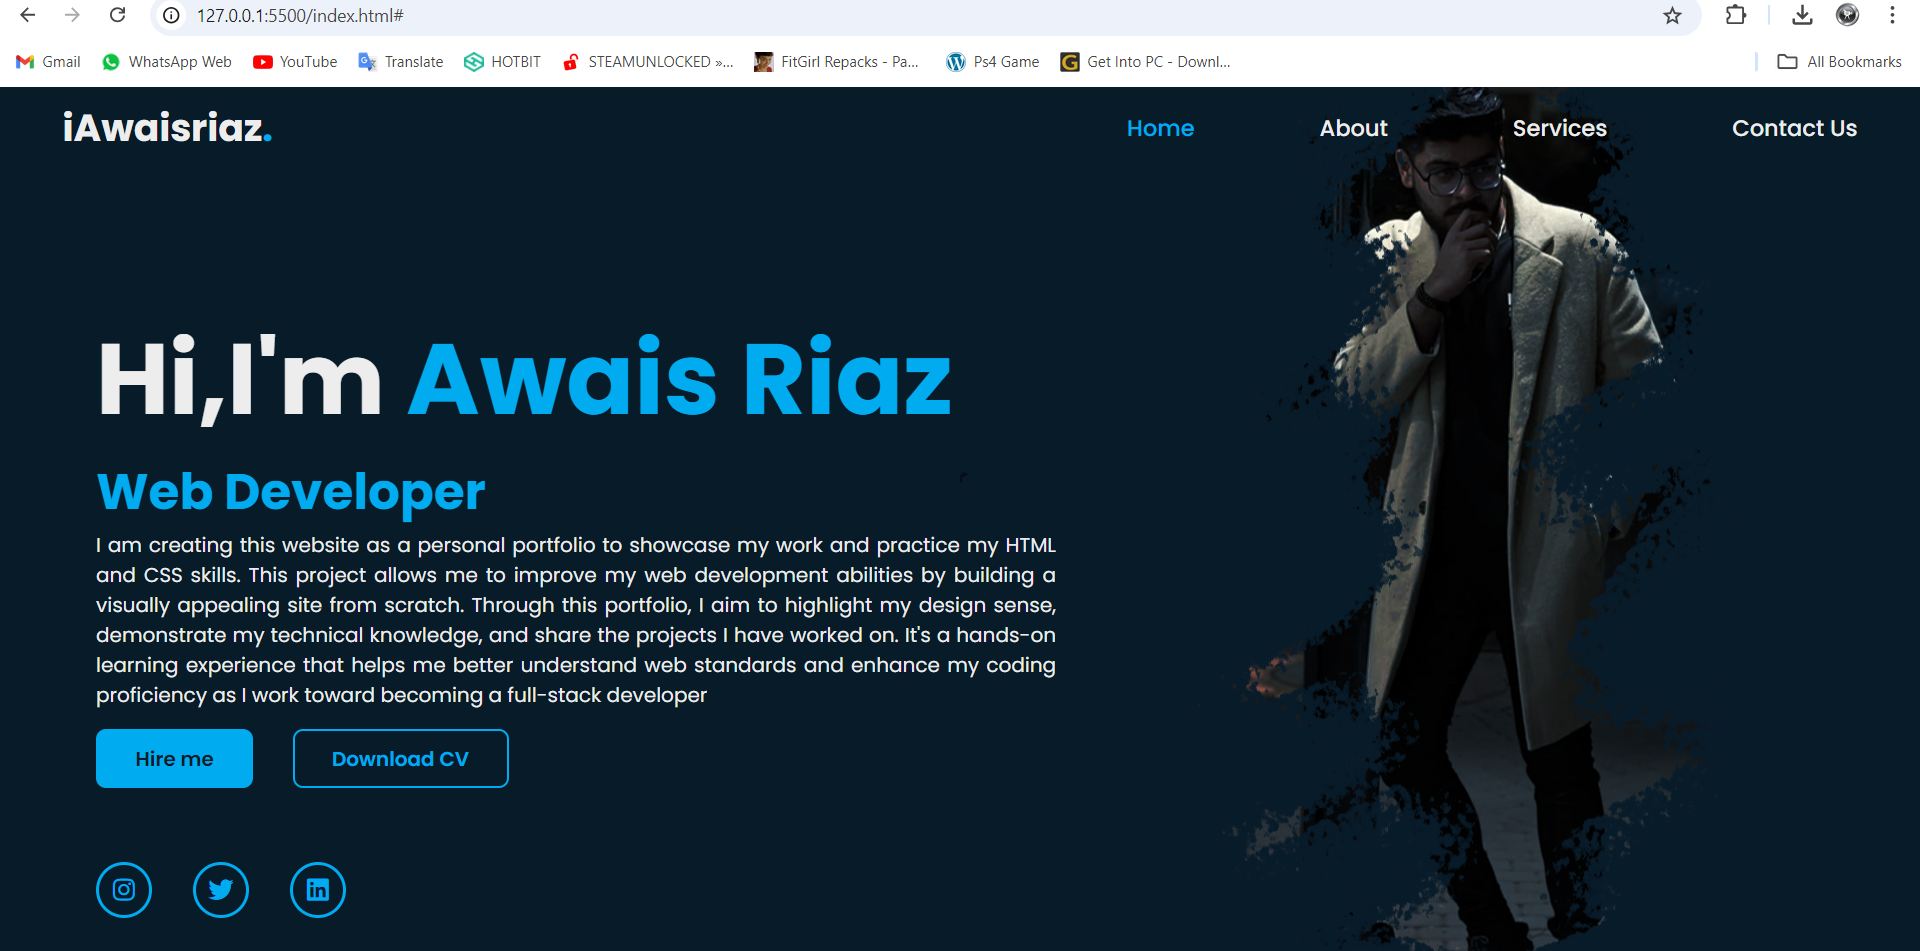 127.0.0.1:5500/index.html#
Gmail
WhatsApp Web
YouTube
Translate
HOTBIT
STEAMUNLOCKED »...
FitGirl Repacks - Pa...
Ps4 Game
Get Into PC - Downl...
All Bookmarks
iAwaisriaz.
Home
About
Services
Contact Us
Hi,I'm Awais Riaz
Web Developer
I am creating this website as a personal portfolio to showcase my work and practice my HTML
and CSS skills. This project allows me to improve my web development abilities by building a
visually appealing site from scratch. Through this portfolio, I aim to highlight my design sense,
demonstrate my technical knowledge, and share the projects I have worked on. It's a hands-on
learning experience that helps me better understand web standards and enhance my coding
proficiency as I work toward becoming a full-stack developer
Hire me
Download CV